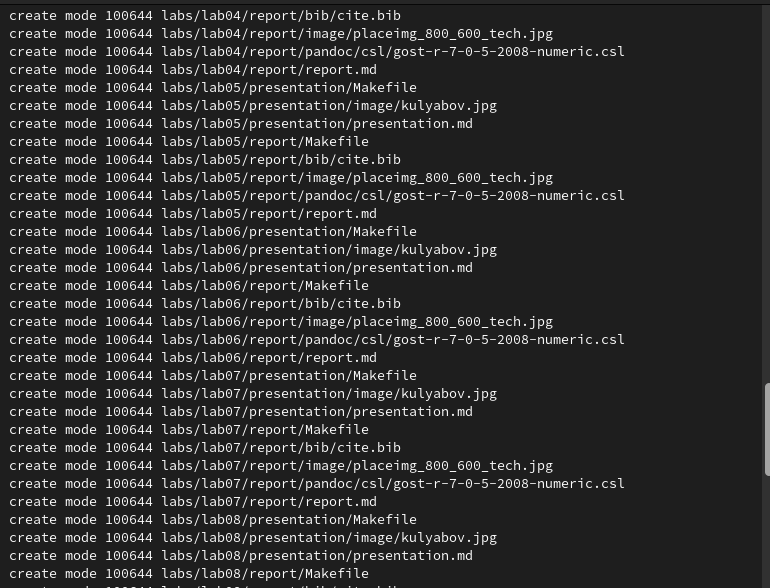 create mode 100644 labs/lab04/report/bib/cite.bib
create mode 100644 labs/lab04/report/image/placeimg_800_600_tech.jpg
create mode 100644 labs/lab04/report/pandoc/csl/gost-r-7-0-5-2008-numeric.csl
create mode 100644 labs/lab04/report/report.md
create mode 100644 labs/lab05/presentation/Makefile
create mode 100644 labs/lab05/presentation/image/kulyabov.jpg
create mode 100644 labs/lab05/presentation/presentation.md
create mode 100644 labs/lab05/report/Makefile
create mode 100644 labs/lab05/report/bib/cite.bib
create mode 100644 labs/lab05/report/image/placeimg_800_600_tech.jpg
create mode 100644 labs/lab05/report/pandoc/csl/gost-r-7-0-5-2008-numeric.csl
create mode 100644 labs/lab05/report/report.md
create mode 100644 labs/lab06/presentation/Makefile
create mode 100644 labs/lab06/presentation/image/kulyabov.jpg
create mode 100644 labs/lab06/presentation/presentation.md
create mode 100644 labs/lab06/report/Makefile
create mode 100644 labs/lab06/report/bib/cite.bib
create mode 100644 labs/lab06/report/image/placeimg_800_600_tech.jpg
create mode 100644 labs/lab06/report/pandoc/csl/gost-r-7-0-5-2008-numeric.csl
create mode 100644 labs/lab06/report/report.md
create mode 100644 labs/lab07/presentation/Makefile
create mode 100644 labs/lab07/presentation/image/kulyabov.jpg
create mode 100644 labs/lab07/presentation/presentation.md
create mode 100644 labs/lab07/report/Makefile
create mode 100644 labs/lab07/report/bib/cite.bib
create mode 100644 labs/lab07/report/image/placeimg_800_600_tech.jpg
create mode 100644 labs/lab07/report/pandoc/csl/gost-r-7-0-5-2008-numeric.csl
create mode 100644 labs/lab07/report/report.md
create mode 100644 labs/lab08/presentation/Makefile
create mode 100644 labs/lab08/presentation/image/kulyabov.jpg
create mode 100644 labs/lab08/presentation/presentation.md
create mode 100644 labs/lab08/report/Makefile